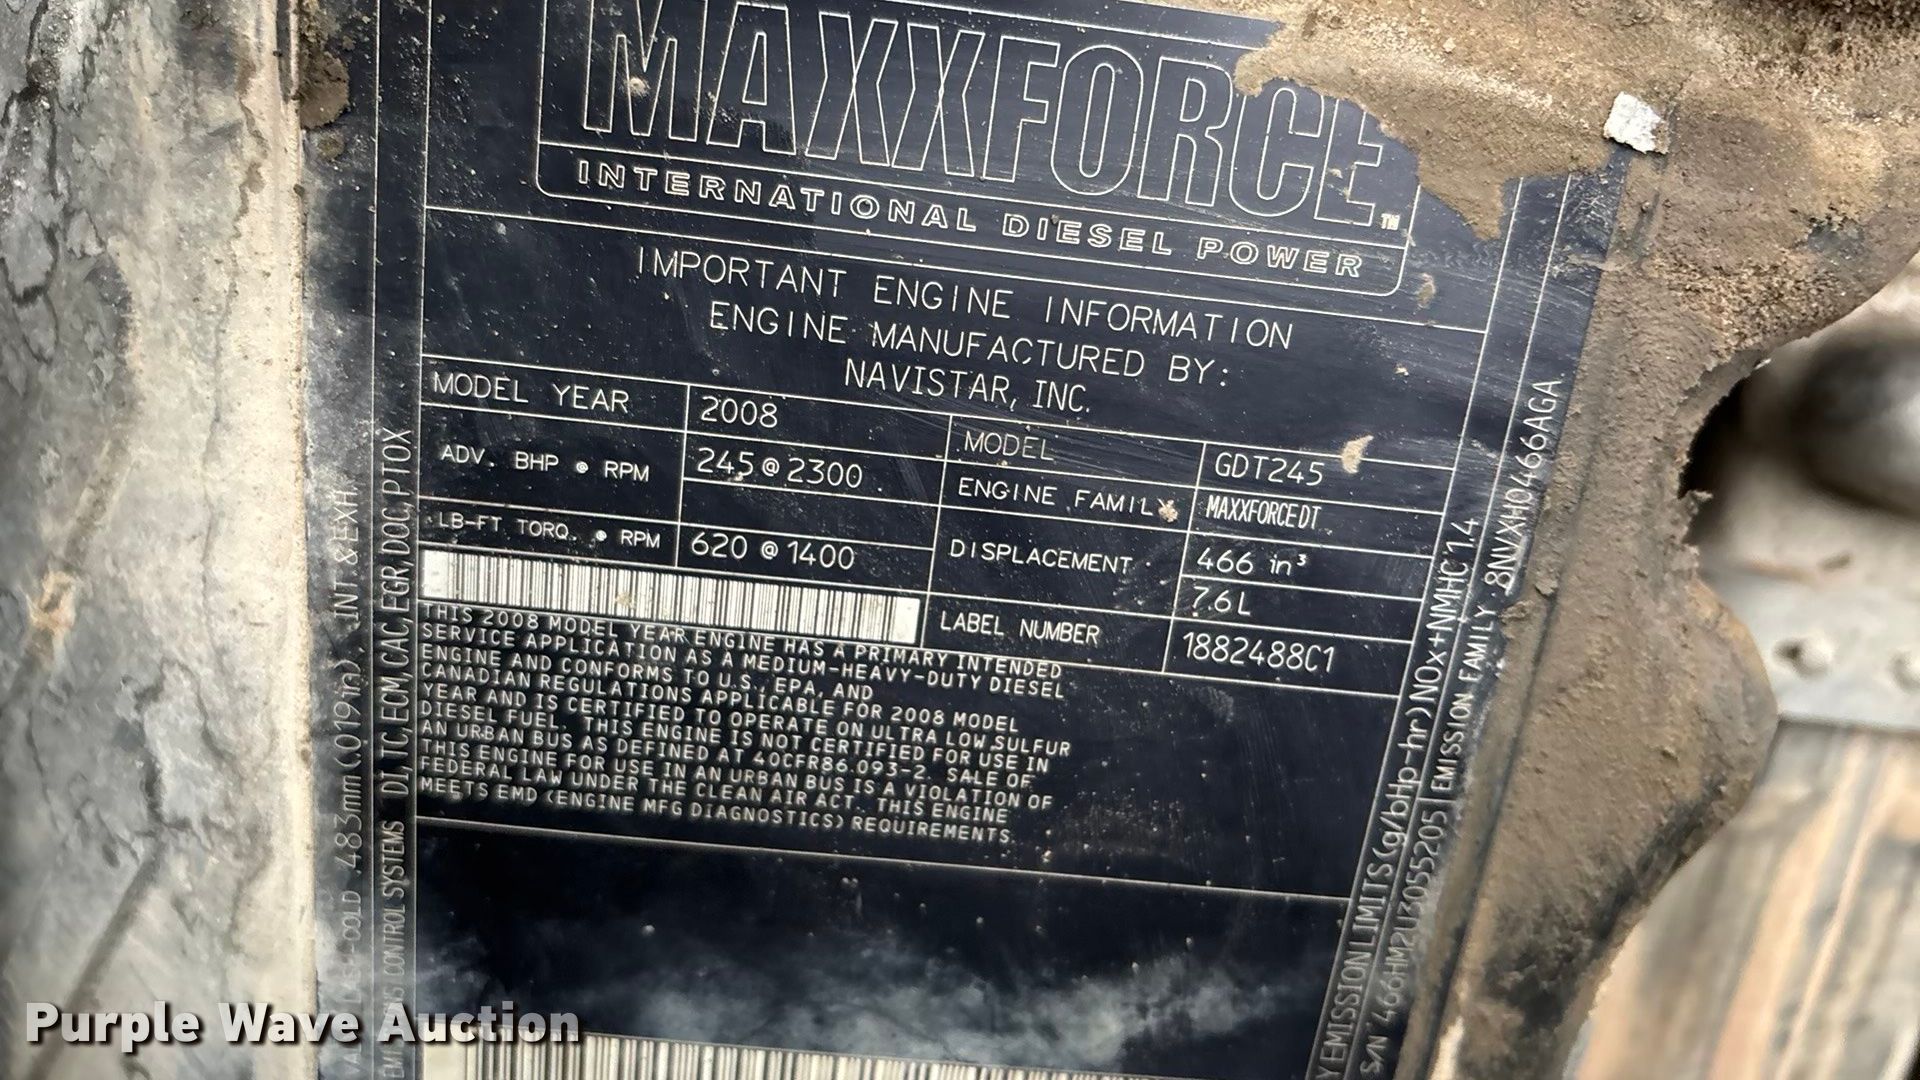 MAXXFORCE™
INTERNATIONAL DIESEL POWER
IMPORTANT ENGINE INFORMATION
ENGINE MANUFACTURED BY:
NAVISTAR, INC.
MODEL YEAR 2008
MODEL GDT245
ADV. BHP @ RPM 245@2300
ENGINE FAMILY MAXXFORCEDT
LB-FT TORQ. @ RPM 620 @ 1400
DISPLACEMENT 466 in³
7.6L
LABEL NUMBER 1882488C1
THIS 2008 MODEL YEAR ENGINE HAS A PRIMARY INTENDED
SERVICE APPLICATION AS A MEDIUM-HEAVY-DUTY DIESEL
ENGINE AND CONFORMS TO U.S. EPA, AND
CANADIAN REGULATIONS APPLICABLE FOR 2008 MODEL
YEAR AND IS CERTIFIED TO OPERATE ON ULTRA LOW SULFUR
DIESEL FUEL. THIS ENGINE IS NOT CERTIFIED FOR USE IN
AN URBAN BUS AS DEFINED AT 40CFR86.093-2. SALE OF
THIS ENGINE FOR USE IN AN URBAN BUS IS A VIOLATION OF
FEDERAL LAW UNDER THE CLEAN AIR ACT. THIS ENGINE
MEETS EMD (ENGINE MFG DIAGNOSTICS) REQUIREMENTS.
COLD .483mm(.019in). INT.&EXH.
CONTROL SYSTEMS DI,TC,ECM,CAC,EGR,DOC,PTOX
EMISSION LIMITS(g/bHp-hr)NOx+NMHC 1.4
S/N 466HM2U3055205 EMISSION FAMILY 8NVXH0466AGA
Purple Wave Auction